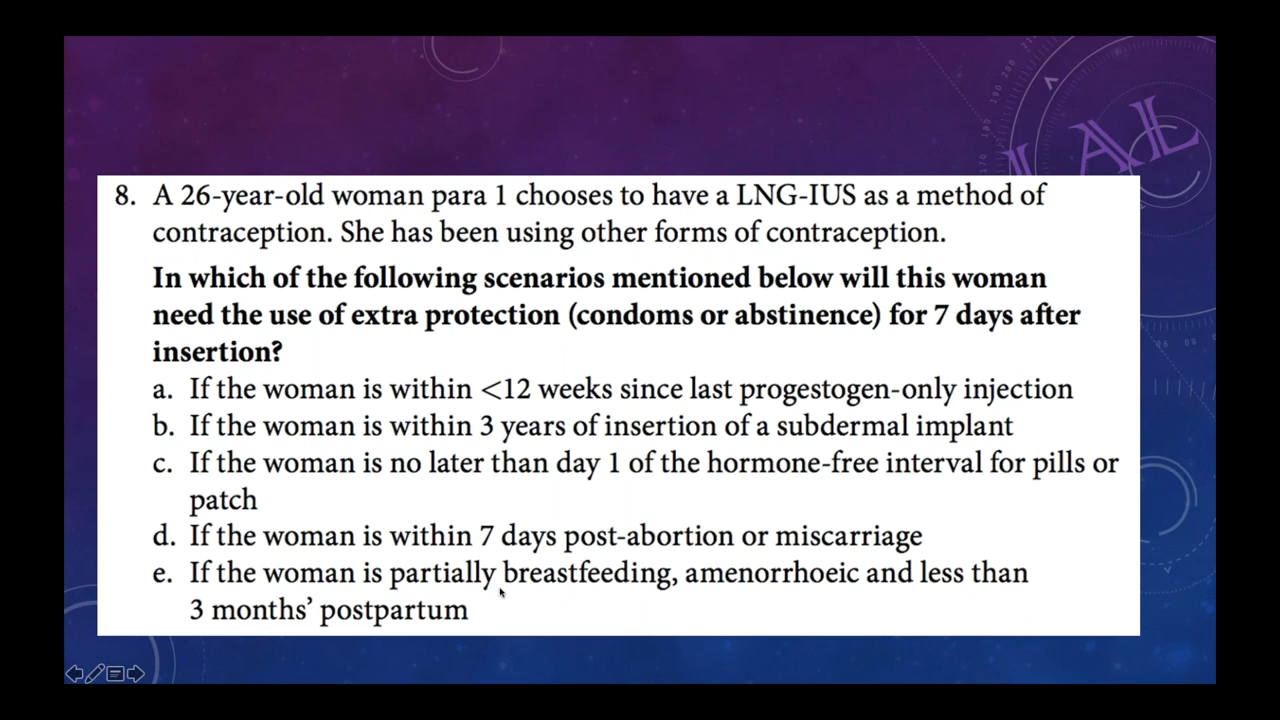 LAL
8. A 26-year-old woman para 1 chooses to have a LNG-IUS as a method of
contraception. She has been using other forms of contraception.
In which of the following scenarios mentioned below will this woman
need the use of extra protection (condoms or abstinence) for 7 days after
insertion?
a. If the woman is within <12 weeks since last progestogen-only injection
b. If the woman is within 3 years of insertion of a subdermal implant
c. If the woman is no later than day 1 of the hormone-free interval for pills or
patch
d. If the woman is within 7 days post-abortion or miscarriage
e. If the woman is partially breastfeeding, amenorrhoeic and less than
3 months’ postpartum